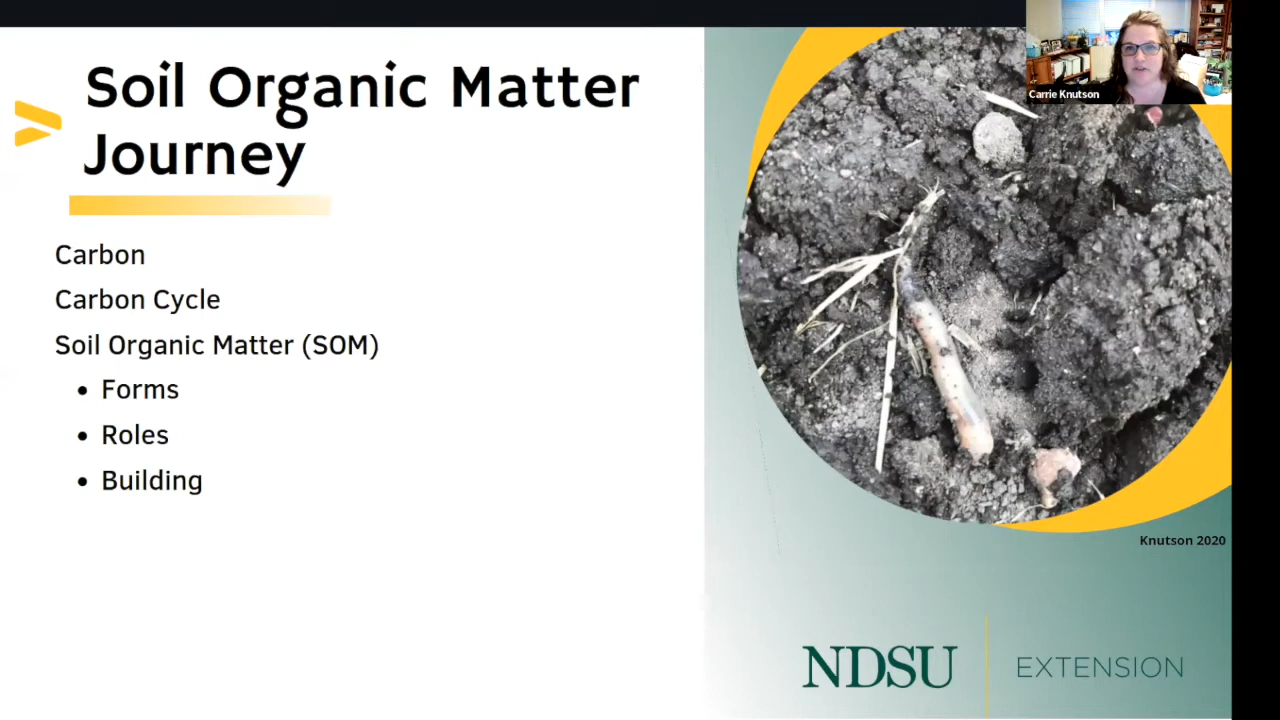 Soil Organic Matter
Journey
Carbon
Carbon Cycle
Soil Organic Matter (SOM)
• Forms
• Roles
• Building
Carrie Knutson
Knutson 2020
NDSU
EXTENSION